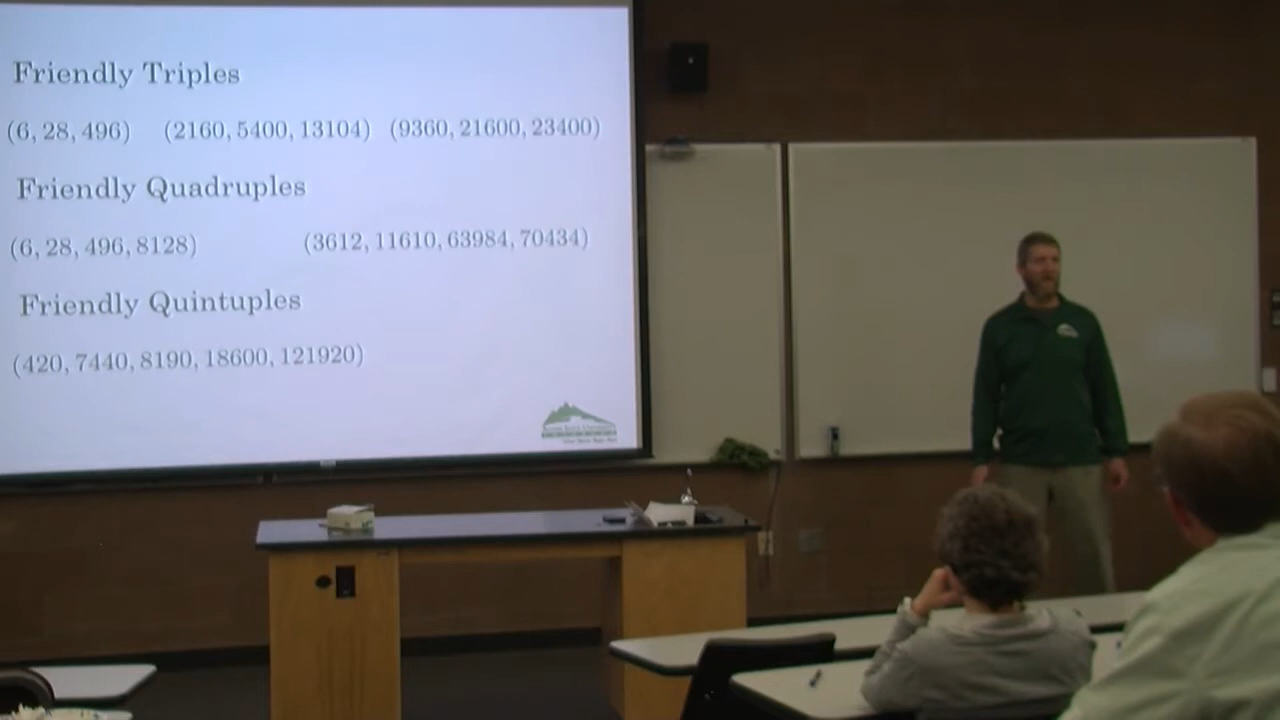 Friendly Triples
(6, 28, 496) (2160, 5400, 13104) (9360, 21600, 23400)
Friendly Quadruples
(6, 28, 496, 8128) (3612, 11610, 63984, 70434)
Friendly Quintuples
(420, 7440, 8190, 18600, 121920)